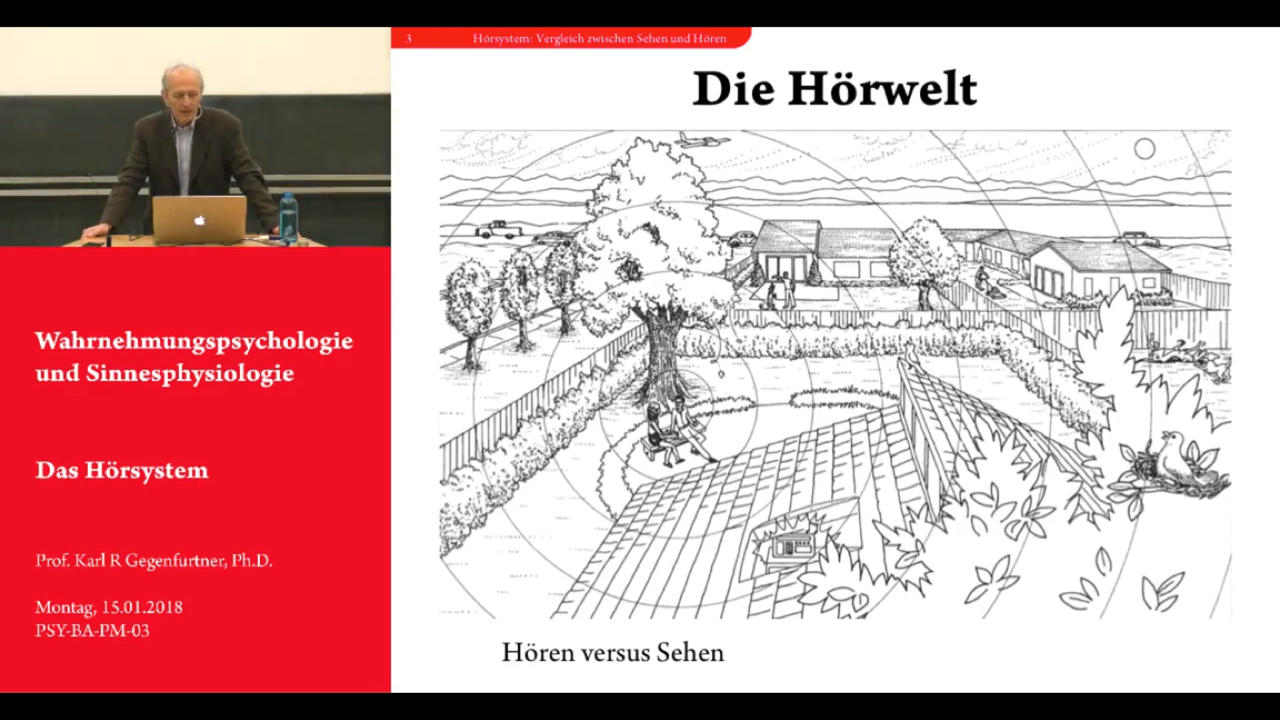 3 Hörsystem: Vergleich zwischen Sehen und Hören
Die Hörwelt
Wahrnehmungspsychologie
und Sinnesphysiologie
Das Hörsystem
Prof. Karl R Gegenfurtner, Ph.D.
Montag, 15.01.2018
PSY-BA-PM-03
Hören versus Sehen